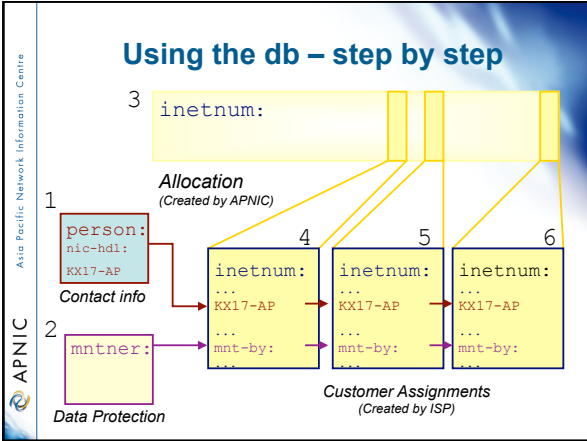 Using the db – step by step
3
inetnum:
Allocation
(Created by APNIC)
1
person:
nic-hdl:
KX17-AP
Contact info
2
mntner:
Data Protection
4
inetnum:
...
KX17-AP
...
mnt-by:
...
5
inetnum:
...
KX17-AP
...
mnt-by:
...
6
inetnum:
...
KX17-AP
...
mnt-by:
...
Customer Assignments
(Created by ISP)
Asia Pacific Network Information Centre
APNIC